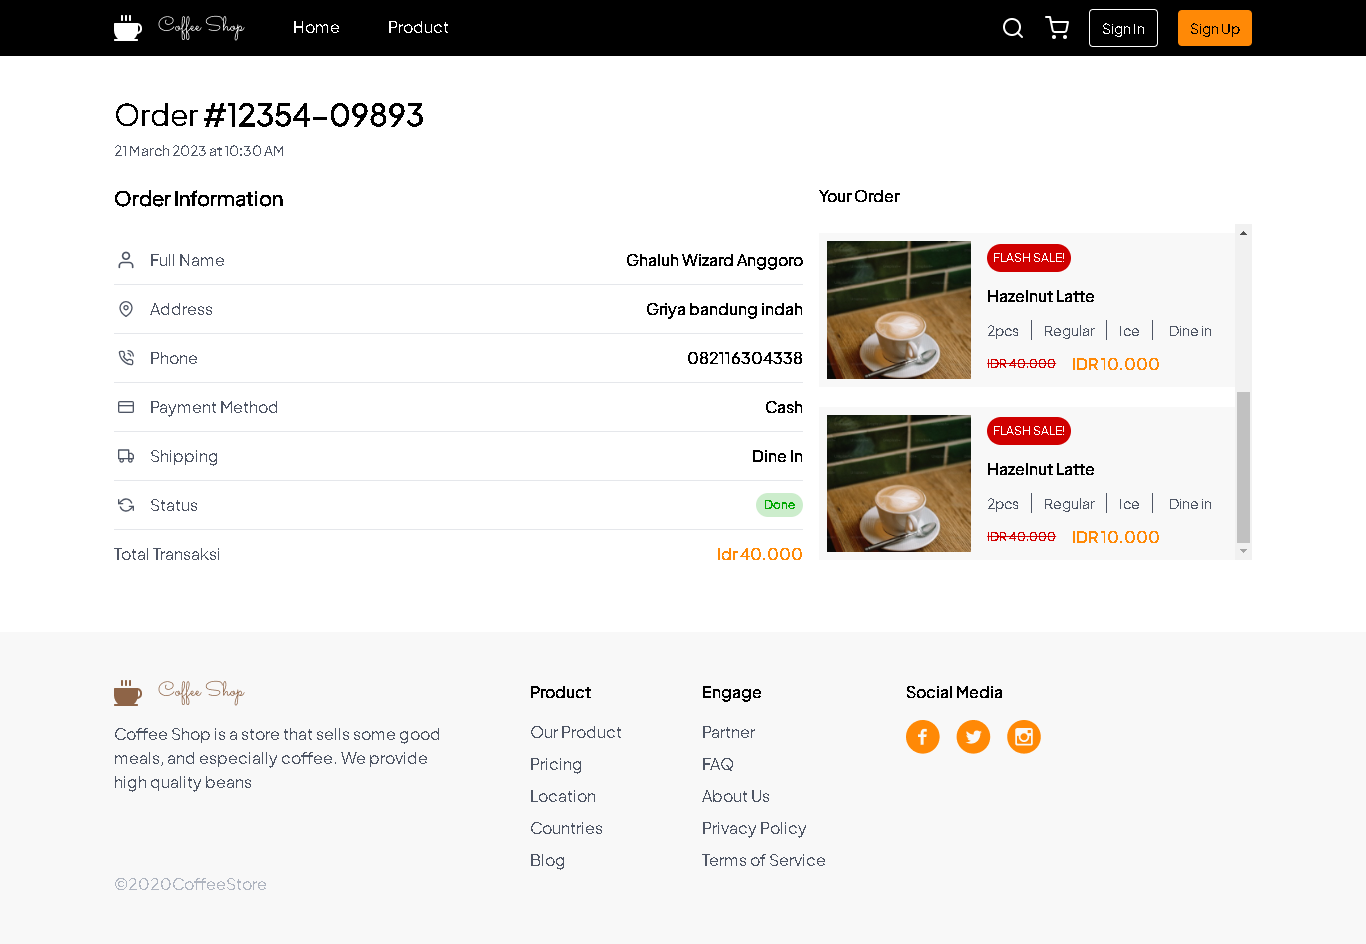 Coffee Shop
Home
Product
Sign In
Sign Up
Order #12354-09893
21 March 2023 at 10:30 AM
Order Information
Full Name
Ghaluh Wizard Anggoro
Address
Griya bandung indah
Phone
082116304338
Payment Method
Cash
Shipping
Dine In
Status
Done
Total Transaksi
Idr 40.000
Your Order
FLASH SALE!
Hazelnut Latte
2pcs | Regular | Ice | Dine in
IDR 40.000 IDR 10.000
FLASH SALE!
Hazelnut Latte
2pcs | Regular | Ice | Dine in
IDR 40.000 IDR 10.000
Coffee Shop
Coffee Shop is a store that sells some good
meals, and especially coffee. We provide
high quality beans
©2020CoffeeStore
Product
Our Product
Pricing
Location
Countries
Blog
Engage
Partner
FAQ
About Us
Privacy Policy
Terms of Service
Social Media